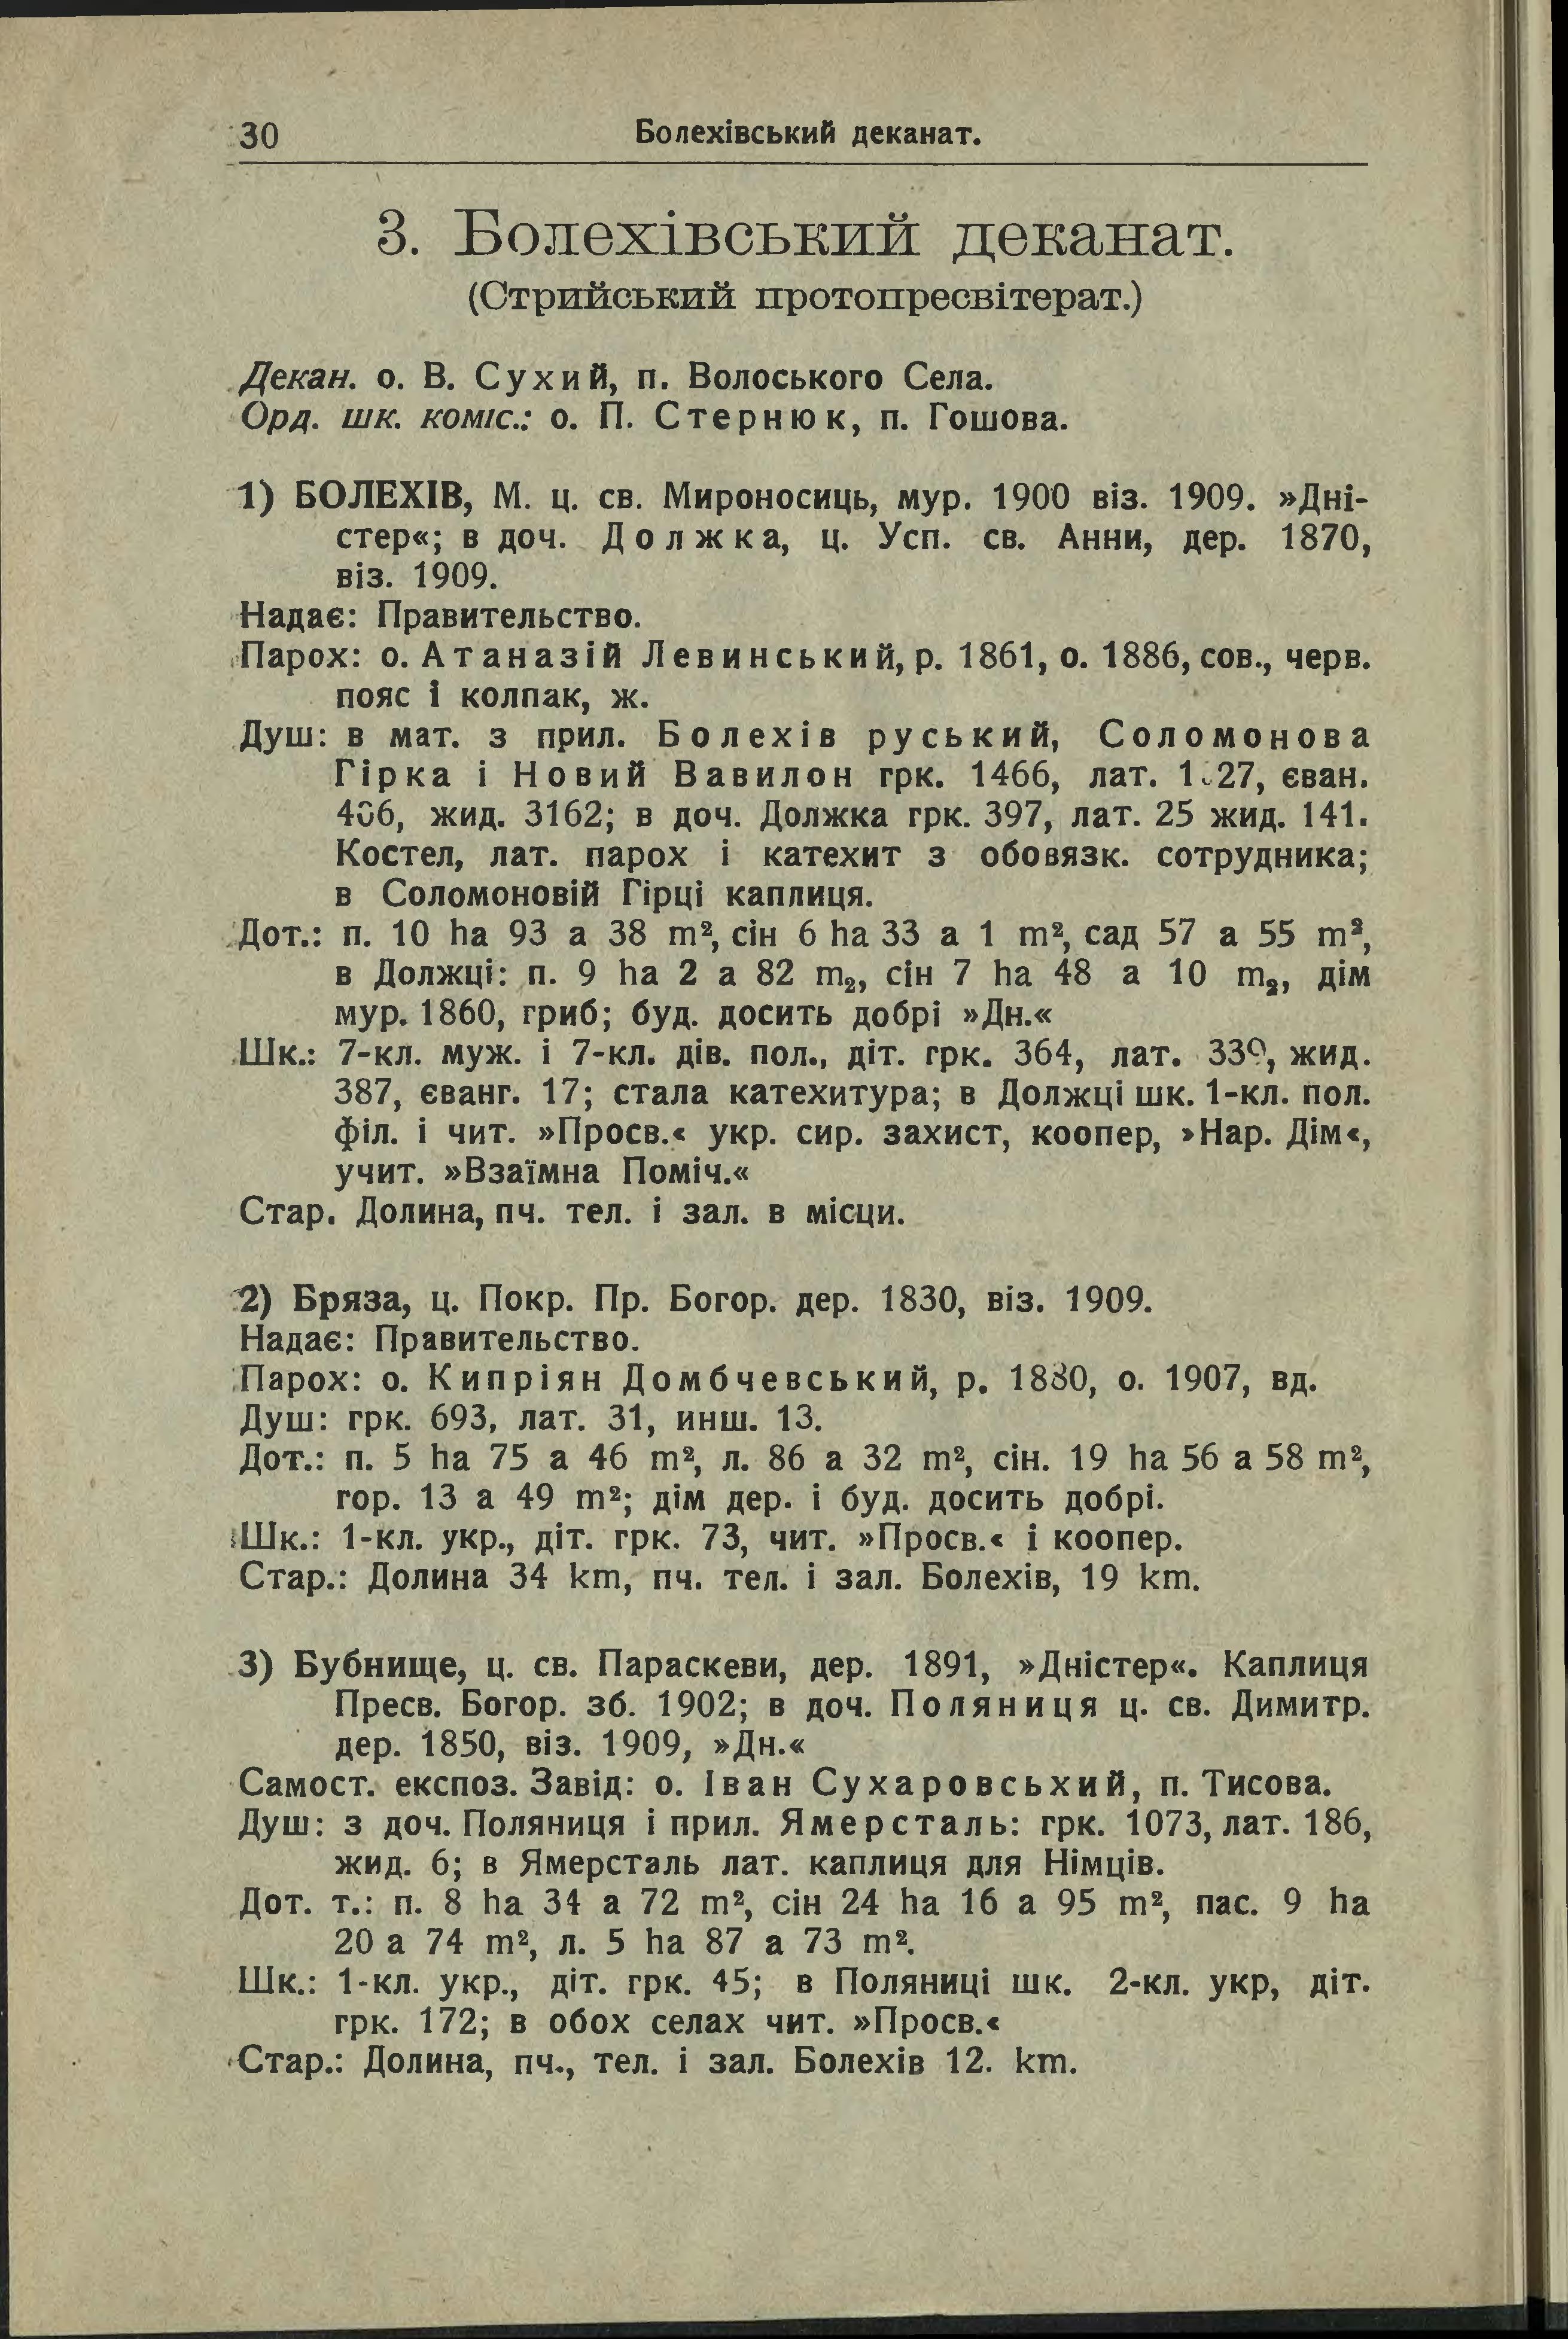 30
Болехівський деканат.
3. Болехівський деканат.
(Стрийський протопресвітерат.)
Декан. о. В. Сухий, п. Волоського Села.
Орд. шк. коміс.: о. П. Стернюк, п. Гошова.
1) БОЛЕХІВ, М. ц. св. Мироносиць, мур. 1900 віз. 1909. »Дні-
стер«; в доч. Должка, ц. Усп. св. Анни, дер. 1870,
віз. 1909.
Надає: Правительство.
Парох: о. Атаназій Левинський, р. 1861, о. 1886, сов., черв.
пояс і колпак, ж.
Душ: в мат. з прил. Болехів руський, Соломонова
Гірка і Новий Вавилон грк. 1466, лат. єван.
жид. 3162; в доч. Должка грк. 397, лат. 25 жид. 141.
Костел, лат. парох і катехит з обовязк. сотрудника;
в Соломоновій Гірці каплиця.
Дот.: п. 10 ha 93 a 38 m², сін 6 ha 33 a 1 m², сад 57 a 55 m²,
в Должці: п. 9 ha 2 a 82 m₂, сін 7 ha 48 a 10 m₂, дім
мур. 1860, гриб; буд. досить добрі »Дн.«
Шк.: 7-кл. муж. і 7-кл. дів. пол., діт. грк. 364, лат. жид.
387, єванг. 17; стала катехитура; в Должці шк. 1-кл. пол.
філ. і чит. »Просв.« укр. сир. захист, коопер, »Нар. Дім«,
учит. »Взаїмна Поміч.«
Стар. Долина, пч. тел. і зал. в місци.
2) Бряза, ц. Покр. Пр. Богор. дер. 1830, віз. 1909.
Надає: Правительство.
Парох: о. Кипріян Домбчевський, р. 1880, о. 1907, вд.
Душ: грк. 693, лат. 31, инш. 13.
Дот.: п. 5 ha 75 a 46 m², л. 86 a 32 m², сін. 19 ha 56 a 58 m²,
гор. 13 a 49 m²; дім дер. і буд. досить добрі.
Шк.: 1-кл. укр., діт. грк. 73, чит. »Просв.« і коопер.
Стар.: Долина 34 km, пч. тел. і зал. Болехів, 19 km.
3) Бубнище, ц. св. Параскеви, дер. 1891, »Дністер«. Каплиця
Пресв. Богор. зб. 1902; в доч. Поляниця ц. св. Димитр.
дер. 1850, віз. 1909, »Дн.«
Самост. експоз. Завід: о. Іван Сухаровсьхий, п. Тисова.
Душ: з доч. Поляниця і прил. Ямерсталь: грк. 1073, лат. 186,
жид. 6; в Ямерсталь лат. каплиця для Німців.
Дот. т.: п. 8 ha 34 a 72 m², сін 24 ha 16 a 95 m², пас. 9 ha
20 a 74 m², л. 5 ha 87 a 73 m².
Шк.: 1-кл. укр., діт. грк. 45; в Поляниці шк. 2-кл. укр, діт.
грк. 172; в обох селах чит. »Просв.«
Стар.: Долина, пч., тел. і зал. Болехів 12. km.